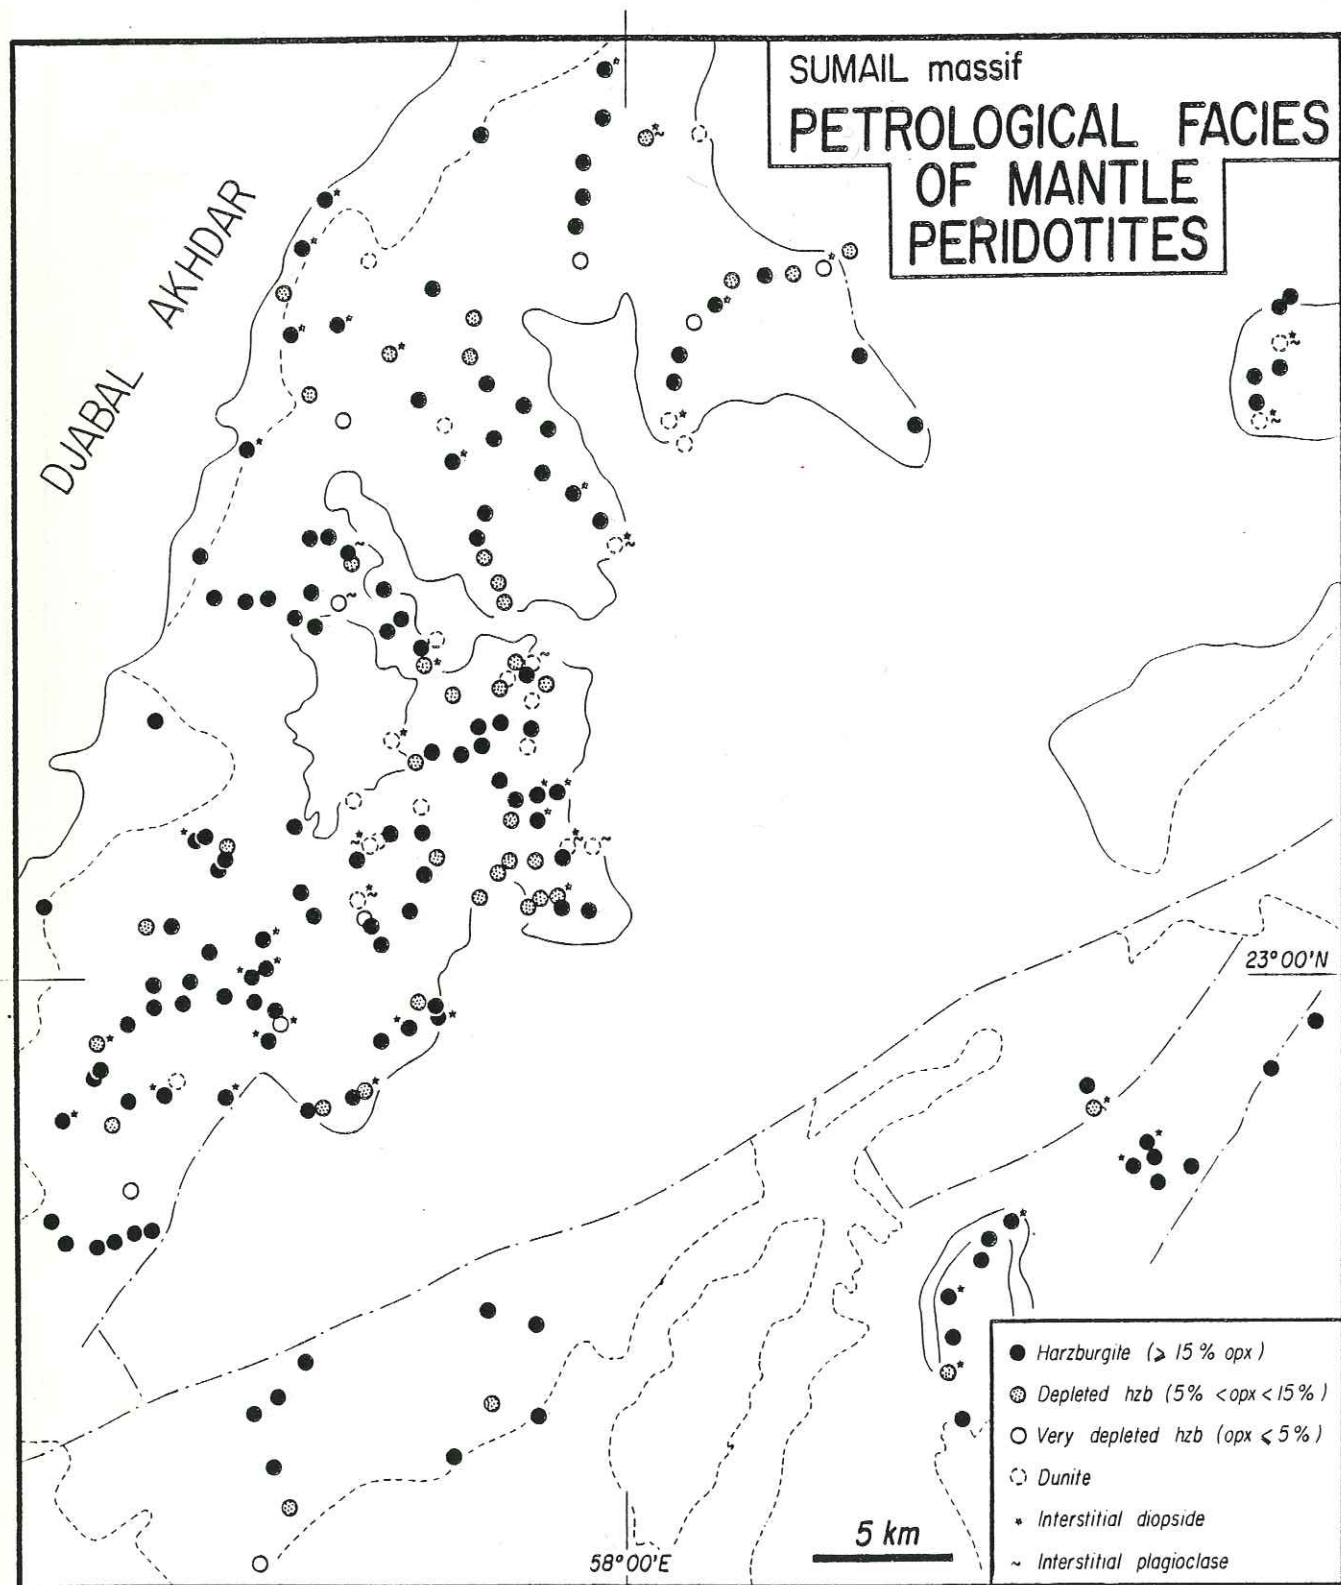 SUMAIL massif
PETROLOGICAL FACIES
OF MANTLE
PERIDOTITES
DJABAL AKHDAR
23°00'N
Harzburgite (⩾ 15% opx)
Depleted hzb (5% <opx< 15%)
Very depleted hzb (opx ⩽ 5%)
Dunite
* Interstitial diopside
~ Interstitial plagioclase
5 km
58°00'E